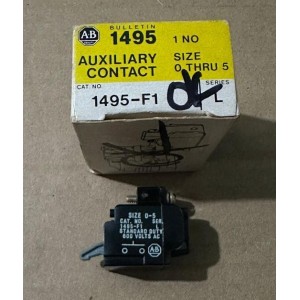 BULLETIN
AB 1495 1 NO
AUXILIARY SIZE
CONTACT 0 THRU 5
CAT. NO. SERIES
1495-F1 L
SIZE 0-5
CAT. NO. SER.
1495-F1
STANDARD DUTY
600 VOLTS AC
AB